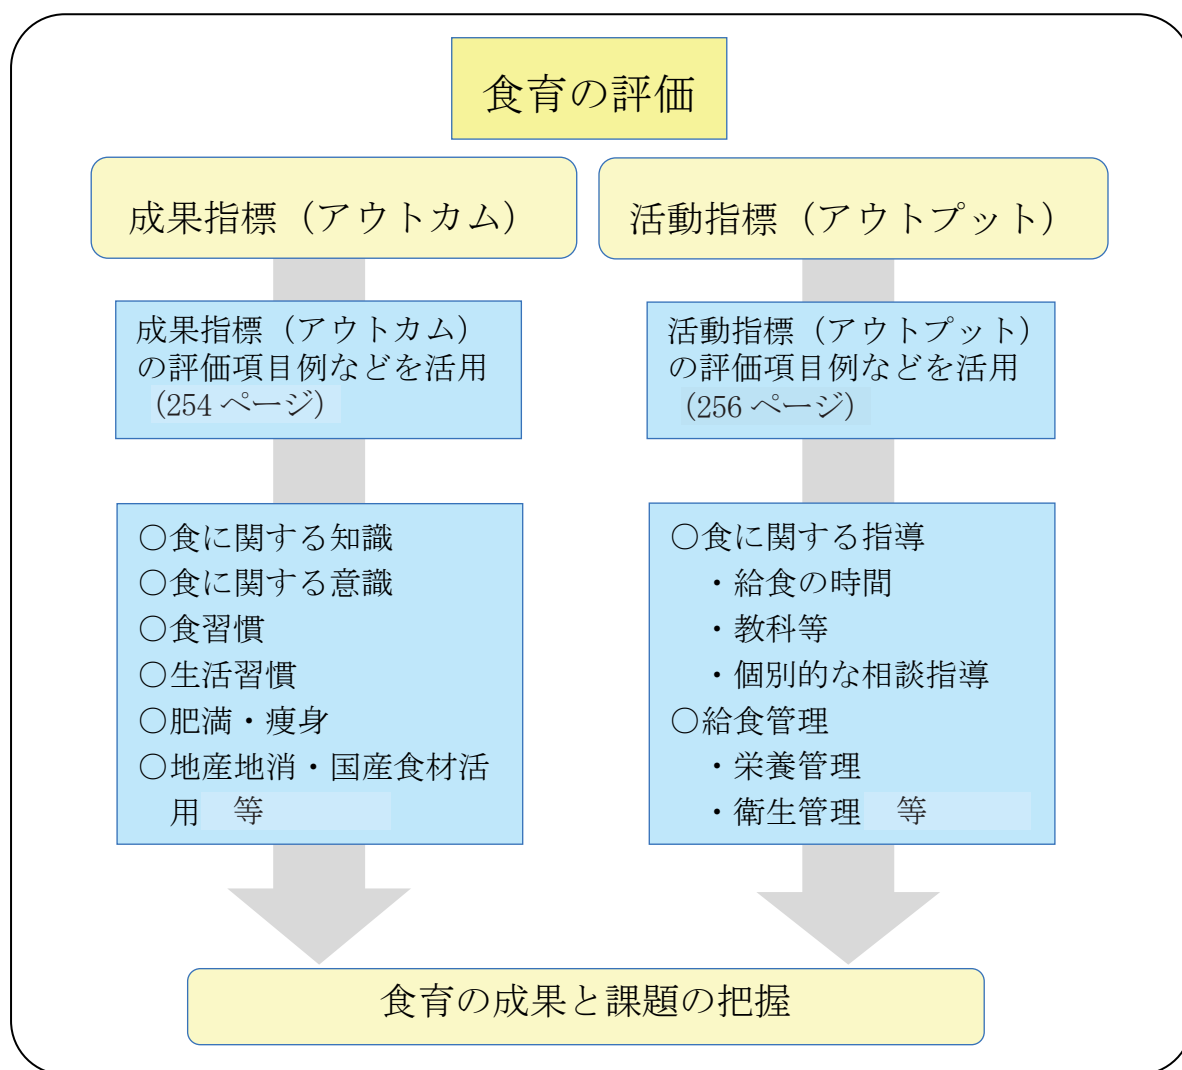 食育の評価
成果指標（アウトカム）
活動指標（アウトプット）
成果指標（アウトカム）
の評価項目例などを活用
（254 ページ）
活動指標（アウトプット）
の評価項目例などを活用
（256 ページ）
○食に関する知識
○食に関する意識
○食習慣
○生活習慣
○肥満・痩身
○地産地消・国産食材活
用　等
○食に関する指導
・給食の時間
・教科等
・個別的な相談指導
○給食管理
・栄養管理
・衛生管理　等
食育の成果と課題の把握